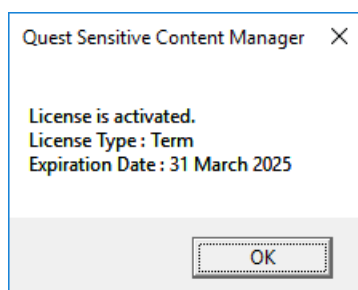 Quest Sensitive Content Manager
License is activated.
License Type : Term
Expiration Date : 31 March 2025
OK